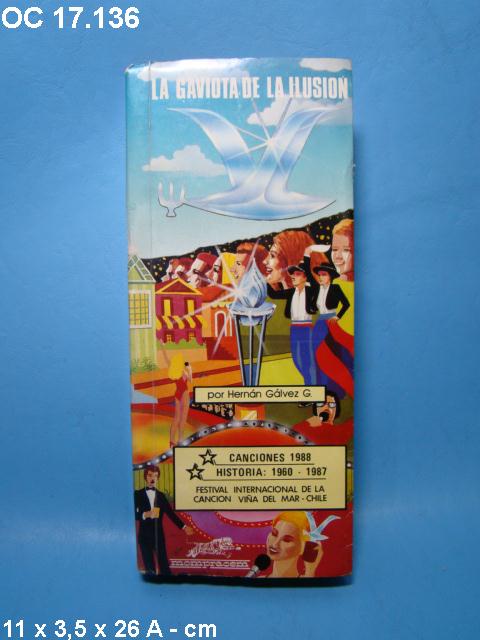 OC 17.136
LA GAVIOTA DE LA ILUSION
por Hernán Gálvez G.
CANCIONES 1988
HISTORIA: 1960 - 1987
FESTIVAL INTERNACIONAL DE LA
CANCION VIÑA DEL MAR - CHILE
11 x 3,5 x 26 A - cm